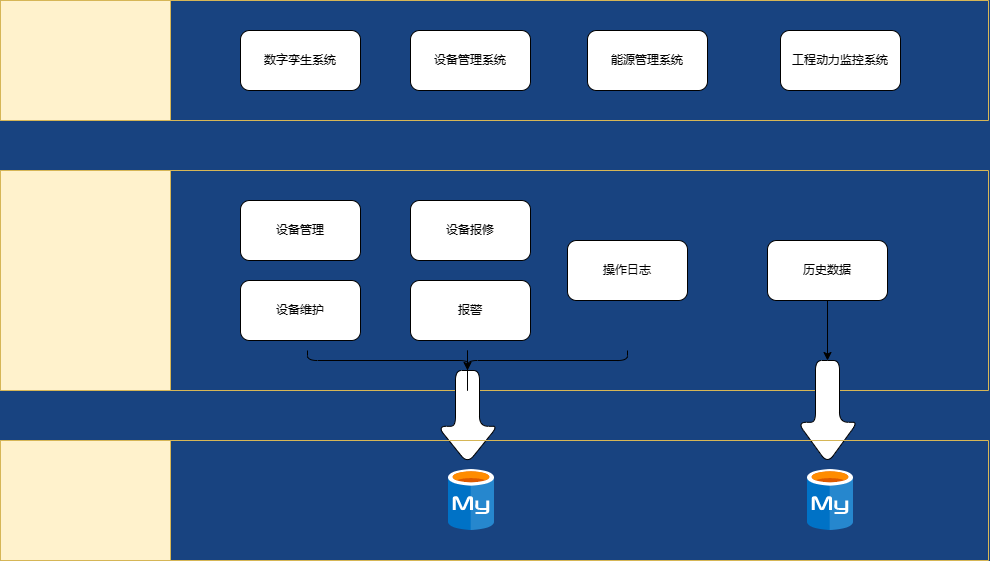 数字孪生系统
设备管理系统
能源管理系统
工程动力监控系统
设备管理
设备报修
操作日志
历史数据
设备维护
报警
My
My